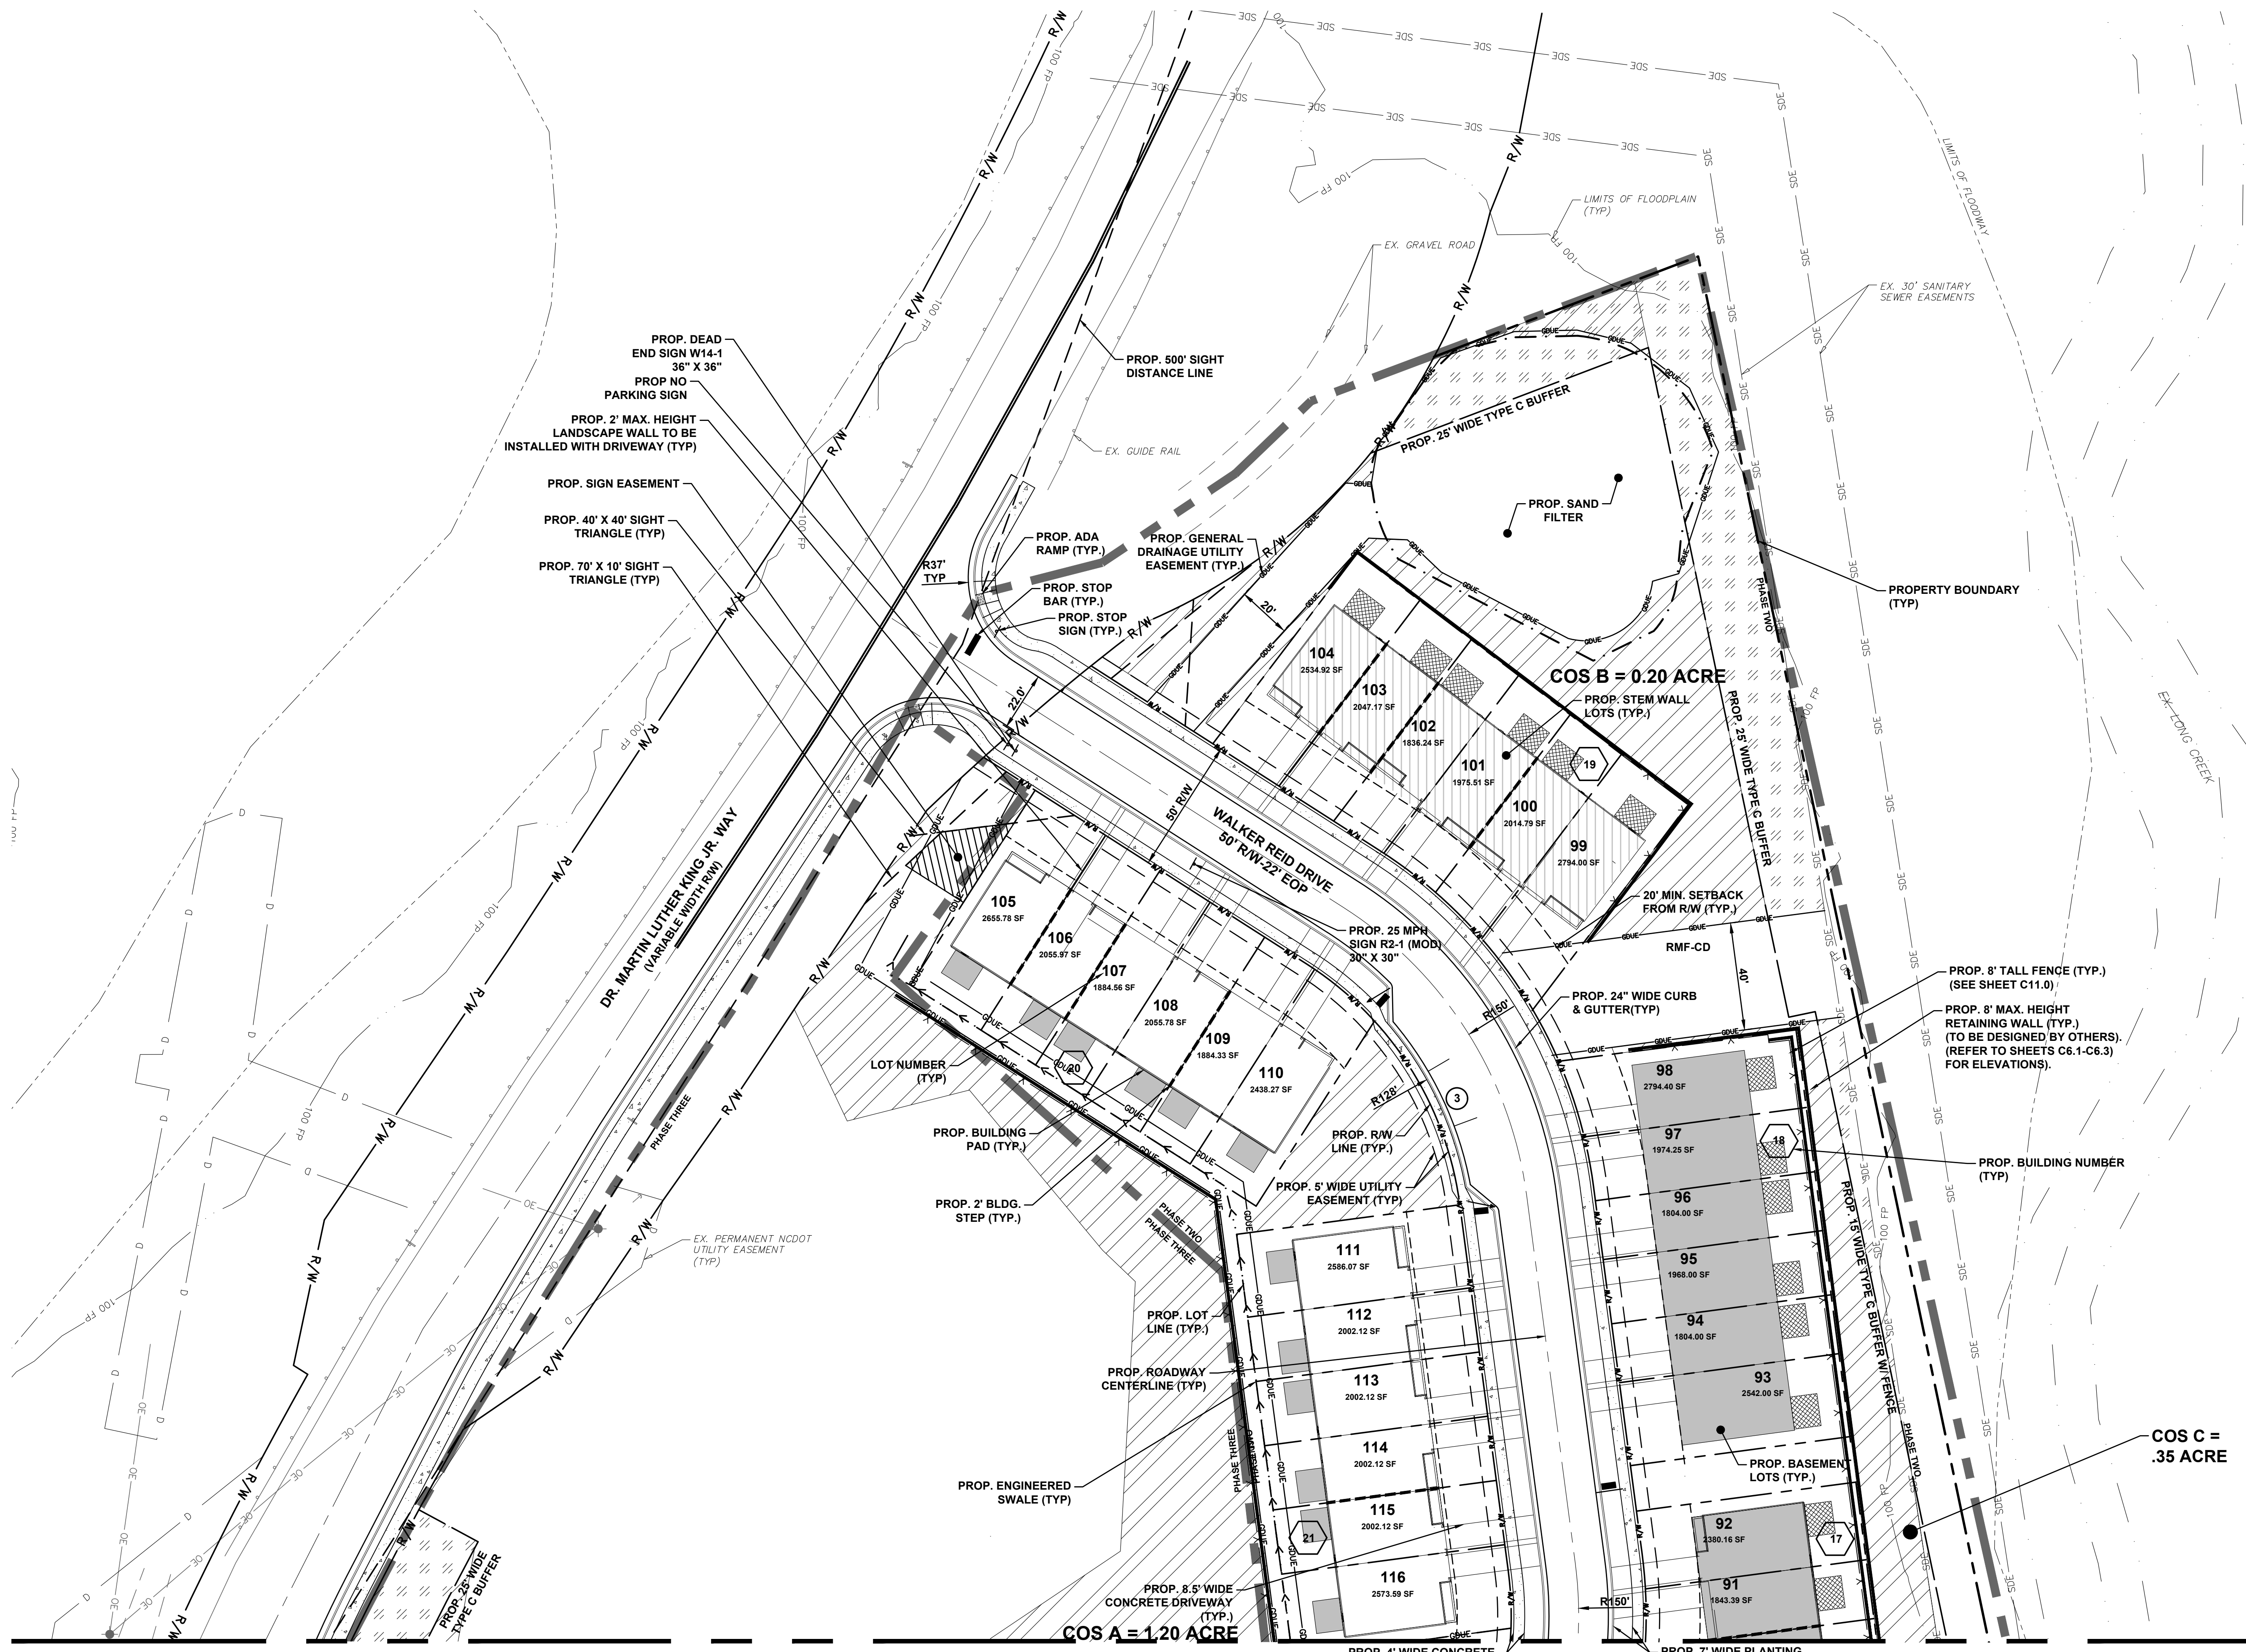 PROP. DEAD
END SIGN W14-1
36" X 36"
PROP NO
PARKING SIGN
PROP. 2' MAX. HEIGHT
LANDSCAPE WALL TO BE
INSTALLED WITH DRIVEWAY (TYP)
PROP. SIGN EASEMENT
PROP. 40' X 40' SIGHT
TRIANGLE (TYP)
PROP. 70' X 10' SIGHT
TRIANGLE (TYP)
PROP. 500' SIGHT
DISTANCE LINE
EX. GUIDE RAIL
EX. GRAVEL ROAD
LIMITS OF FLOODPLAIN
(TYP)
LIMITS OF FLOODWAY
EX. 30' SANITARY
SEWER EASEMENTS
PROP. 25' WIDE TYPE C BUFFER
PROP. SAND
FILTER
PROP. ADA
RAMP (TYP.)
PROP. GENERAL
DRAINAGE UTILITY
EASEMENT (TYP.)
R37'
TYP
PROP. STOP
BAR (TYP.)
PROP. STOP
SIGN (TYP.)
20'
22.0'
PROPERTY BOUNDARY
(TYP)
PHASE TWO
COS B = 0.20 ACRE
PROP. STEM WALL
LOTS (TYP.)
104
2534.92 SF
103
2047.17 SF
102
1836.24 SF
101
1975.51 SF
100
2014.79 SF
99
2794.00 SF
19
PROP. 25' WIDE TYPE C BUFFER
EX. LONG CREEK
50' R/W
WALKER REID DRIVE
50' R/W-22' EOP
DR. MARTIN LUTHER KING JR. WAY
(VARIABLE WIDTH R/W)
105
2655.78 SF
106
2055.97 SF
107
1884.56 SF
108
2055.78 SF
109
1884.33 SF
110
2438.27 SF
20
20' MIN. SETBACK
FROM R/W (TYP.)
RMF-CD
40'
PROP. 25 MPH
SIGN R2-1 (MOD)
30" X 30"
R150'
PROP. 24" WIDE CURB
& GUTTER(TYP)
PROP. 8' TALL FENCE (TYP.)
(SEE SHEET C11.0)
PROP. 8' MAX. HEIGHT
RETAINING WALL (TYP.)
(TO BE DESIGNED BY OTHERS).
(REFER TO SHEETS C6.1-C6.3)
FOR ELEVATIONS).
LOT NUMBER
(TYP)
R128'
3
PROP. BUILDING
PAD (TYP.)
PROP. R/W
LINE (TYP.)
PROP. 5' WIDE UTILITY
EASEMENT (TYP)
PROP. 2' BLDG.
STEP (TYP.)
PHASE THREE
PHASE TWO
PHASE THREE
EX. PERMANENT NCDOT
UTILITY EASEMENT
(TYP)
98
2794.40 SF
97
1974.25 SF
96
1804.00 SF
95
1968.00 SF
94
1804.00 SF
93
2542.00 SF
18
PROP. BUILDING NUMBER
(TYP)
PROP. 15' WIDE TYPE C BUFFER W/ FENCE
PHASE TWO
111
2586.07 SF
112
2002.12 SF
113
2002.12 SF
114
2002.12 SF
115
2002.12 SF
116
2573.59 SF
21
PROP. LOT
LINE (TYP.)
PROP. ROADWAY
CENTERLINE (TYP)
PHASE THREE
PROP. ENGINEERED
SWALE (TYP)
PROP. BASEMENT
LOTS (TYP.)
COS C =
.35 ACRE
92
2380.16 SF
17
91
1843.39 SF
R150'
PROP. 8.5' WIDE
CONCRETE DRIVEWAY
(TYP.)
COS A = 1.20 ACRE
PROP. 25' WIDE
TYPE C BUFFER
PROP. 4' WIDE CONCRETE
PROP. 7' WIDE PLANTING
R/W
GDUE
SDE
100 FP
OE
D